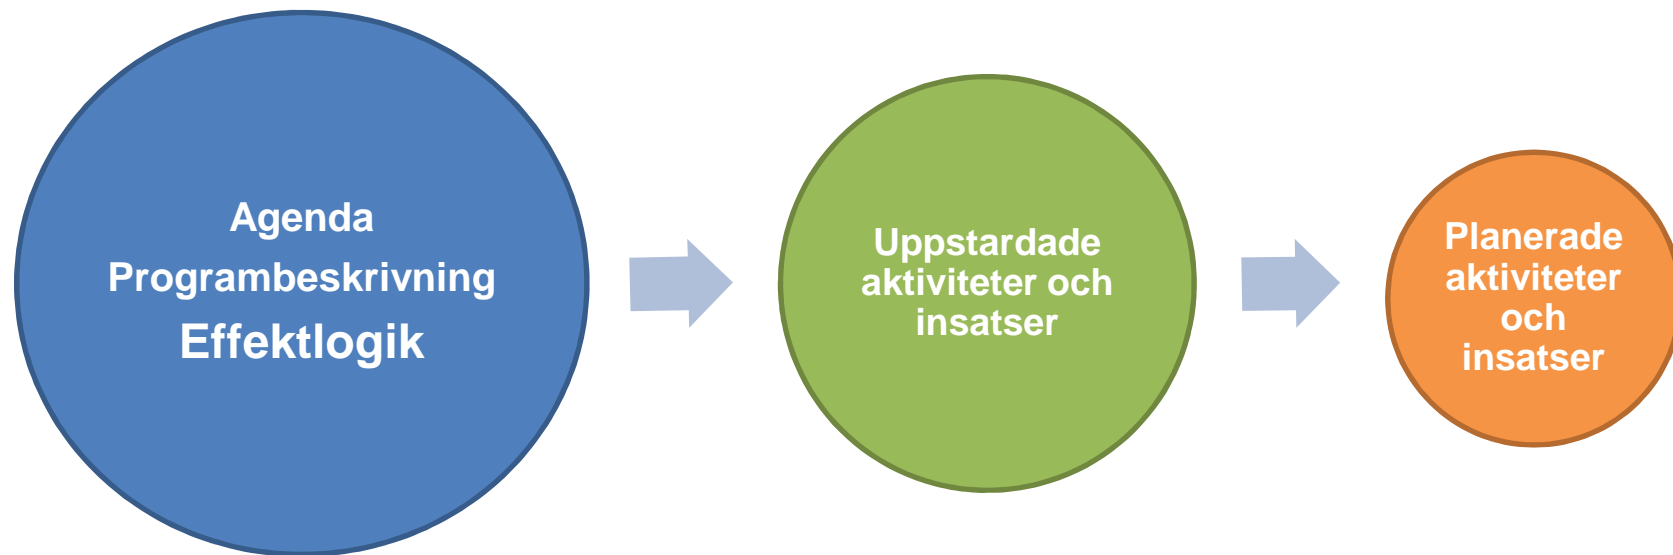 Agenda
Programbeskrivning
Effektlogik
Uppstardade
aktiviteter och
insatser
Planerade
aktiviteter
och
insatser